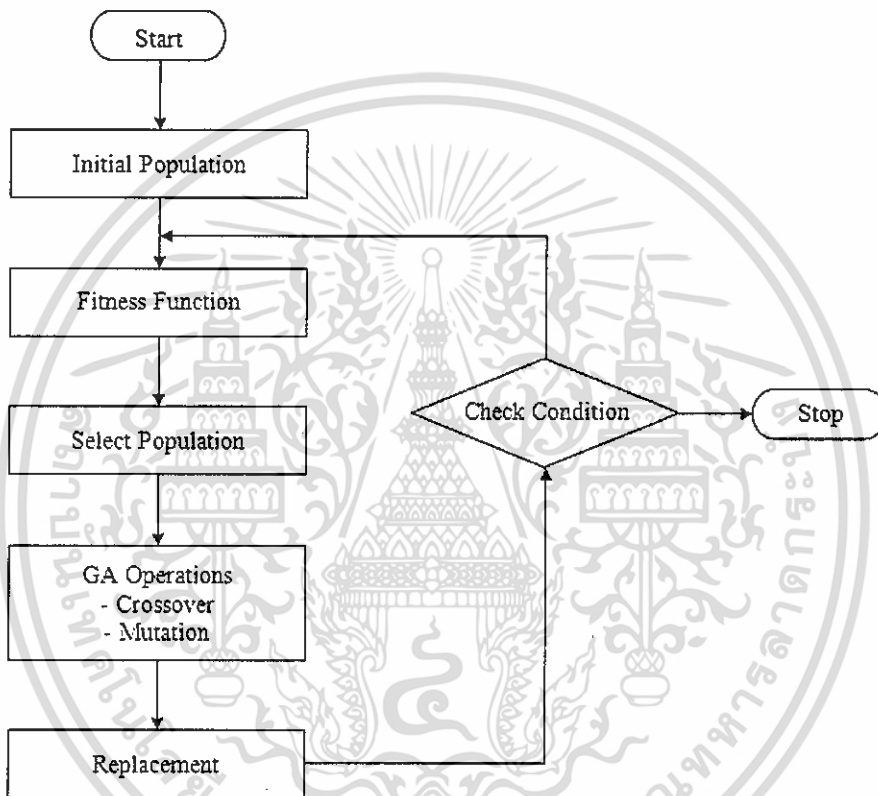 Start
Initial Population
Fitness Function
Select Population
Check Condition
Stop
GA Operations
- Crossover
- Mutation
Replacement